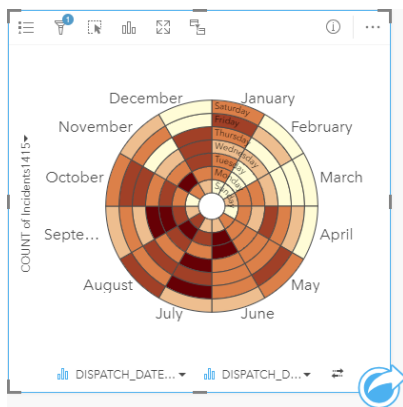 1
December
January
November
February
October
March
Septe...
April
August
May
July
June
Saturday
Friday
Thursday
Wednesday
Tuesday
Monday
Sunday
COUNT of Incidents1415
DISPATCH_DATE...
DISPATCH_D...